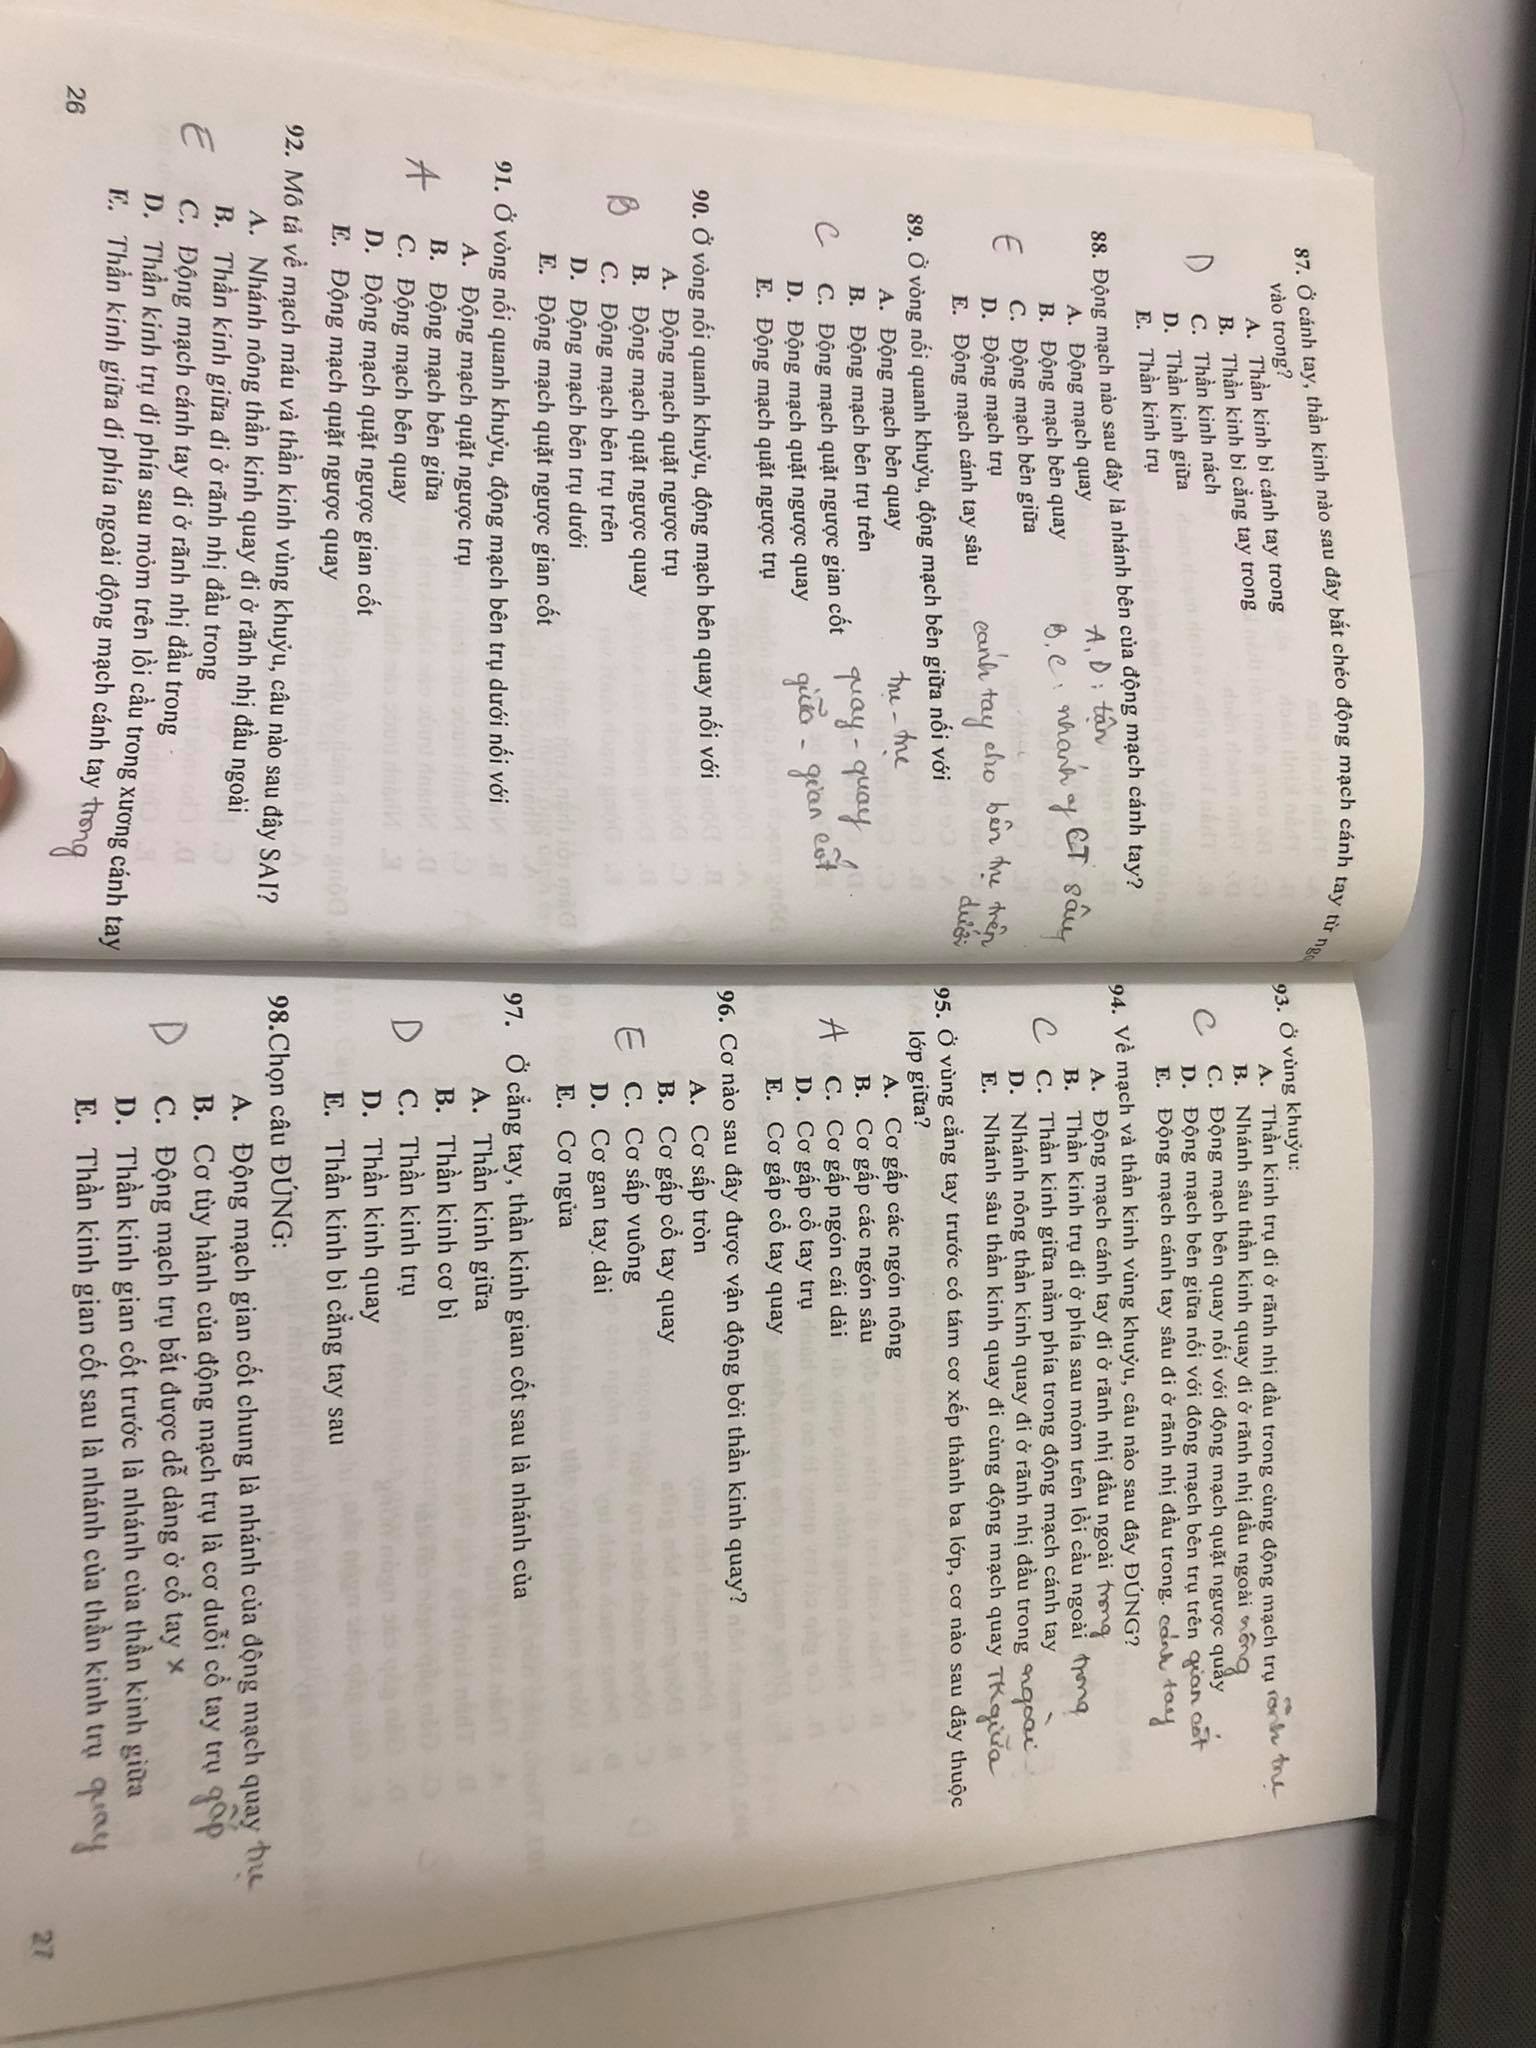 87. Ở cánh tay, thần kinh nào sau đây bắt chéo động mạch cánh tay từ
vào trong?
A. Thần kinh bì cánh tay trong
B. Thần kinh bì cẳng tay trong
D C. Thần kinh nách
D. Thần kinh giữa
E. Thần kinh trụ
88. Động mạch nào sau đây là nhánh bên của động mạch cánh tay?
A. Động mạch quay A, D: tận
B. Động mạch bên quay B, C: nhánh of CT sâu
E C. Động mạch bên giữa
D. Động mạch trụ cánh tay cho bên trụ trên
E. Động mạch cánh tay sâu dưới
89. Ở vòng nối quanh khuỷu, động mạch bên giữa nối với
A. Động mạch bên quay trụ - trụ
B. Động mạch bên trụ trên quay - quay
C C. Động mạch quặt ngược gian cốt giữa - gian cốt
D. Động mạch quặt ngược quay
E. Động mạch quặt ngược trụ
90. Ở vòng nối quanh khuỷu, động mạch bên quay nối với
A. Động mạch quặt ngược trụ
B. Động mạch quặt ngược quay
B C. Động mạch bên trụ trên
D. Động mạch bên trụ dưới
E. Động mạch quặt ngược gian cốt
91. Ở vòng nối quanh khuỷu, động mạch bên trụ dưới nối với
A. Động mạch quặt ngược trụ
A B. Động mạch bên giữa
C. Động mạch bên quay
D. Động mạch quặt ngược gian cốt
E. Động mạch quặt ngược quay
92. Mô tả về mạch máu và thần kinh vùng khuỷu, câu nào sau đây SAI?
A. Nhánh nông thần kinh quay đi ở rãnh nhị đầu ngoài
B. Thần kinh giữa đi ở rãnh nhị đầu trong
E C. Động mạch cánh tay đi ở rãnh nhị đầu trong
D. Thần kinh trụ đi phía sau mỏm trên lồi cầu trong xương cánh tay
E. Thần kinh giữa đi phía ngoài động mạch cánh tay trong
26
93. Ở vùng khuỷu:
A. Thần kinh trụ đi ở rãnh nhị đầu trong cùng động mạch trụ rãnh trụ
B. Nhánh sâu thần kinh quay đi ở rãnh nhị đầu ngoài nông
C C. Động mạch bên quay nối với động mạch quặt ngược quay
D. Động mạch bên giữa nối với đông mạch bên trụ trên gian cốt
E. Động mạch cánh tay sâu đi ở rãnh nhị đầu trong. cánh tay
94. Về mạch và thần kinh vùng khuỷu, câu nào sau đây ĐÚNG?
A. Động mạch cánh tay đi ở rãnh nhị đầu ngoài trong
B. Thần kinh trụ đi ở phía sau mỏm trên lồi cầu ngoài trong
C C. Thần kinh giữa nằm phía trong động mạch cánh tay
D. Nhánh nông thần kinh quay đi ở rãnh nhị đầu trong ngoài
E. Nhánh sâu thần kinh quay đi cùng động mạch quay TK giữa
95. Ở vùng cẳng tay trước có tám cơ xếp thành ba lớp, cơ nào sau đây thuộc
lớp giữa?
A. Cơ gấp các ngón nông
B. Cơ gấp các ngón sâu
A C. Cơ gấp ngón cái dài
D. Cơ gấp cổ tay trụ
E. Cơ gấp cổ tay quay
96. Cơ nào sau đây được vận động bởi thần kinh quay?
A. Cơ sấp tròn
B. Cơ gấp cổ tay quay
E C. Cơ sấp vuông
D. Cơ gan tay dài
E. Cơ ngửa
97. Ở cẳng tay, thần kinh gian cốt sau là nhánh của
A. Thần kinh giữa
B. Thần kinh cơ bì
D C. Thần kinh trụ
D. Thần kinh quay
E. Thần kinh bì cẳng tay sau
98.Chọn câu ĐÚNG:
A. Động mạch gian cốt chung là nhánh của động mạch quay trụ
B. Cơ tùy hành của động mạch trụ là cơ duỗi cổ tay trụ gấp
D C. Động mạch trụ bắt được dễ dàng ở cổ tay x
D. Thần kinh gian cốt trước là nhánh của thần kinh giữa
E. Thần kinh gian cốt sau là nhánh của thần kinh trụ quay
27